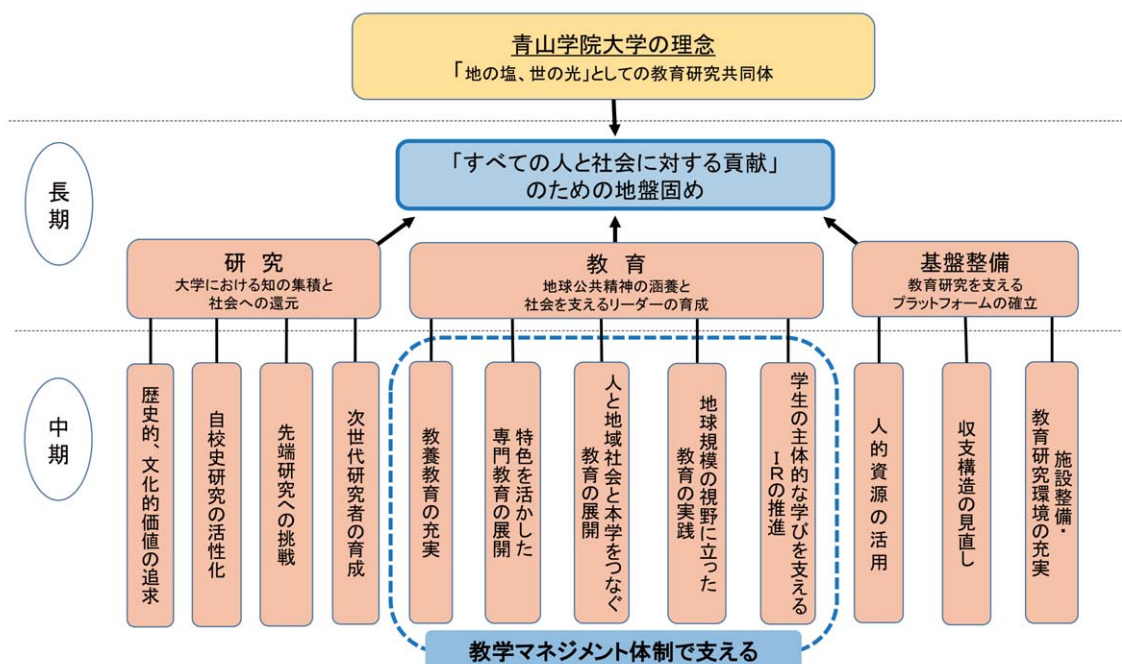 青山学院大学の理念
「地の塩、世の光」としての教育研究共同体
長期
「すべての人と社会に対する貢献」
のための地盤固め
研 究
大学における知の集積と
社会への還元
教 育
地球公共精神の涵養と
社会を支えるリーダーの育成
基盤整備
教育研究を支える
プラットフォームの確立
中期
歴史的、文化的価値の追求
自校史研究の活性化
先端研究への挑戦
次世代研究者の育成
教養教育の充実
特色を活かした
専門教育の展開
人と地域社会と本学をつなぐ
教育の展開
地球規模の視野に立った
教育の実践
学生の主体的な学びを支える
IRの推進
人的資源の活用
収支構造の見直し
施設整備・
教育研究環境の充実
教学マネジメント体制で支える